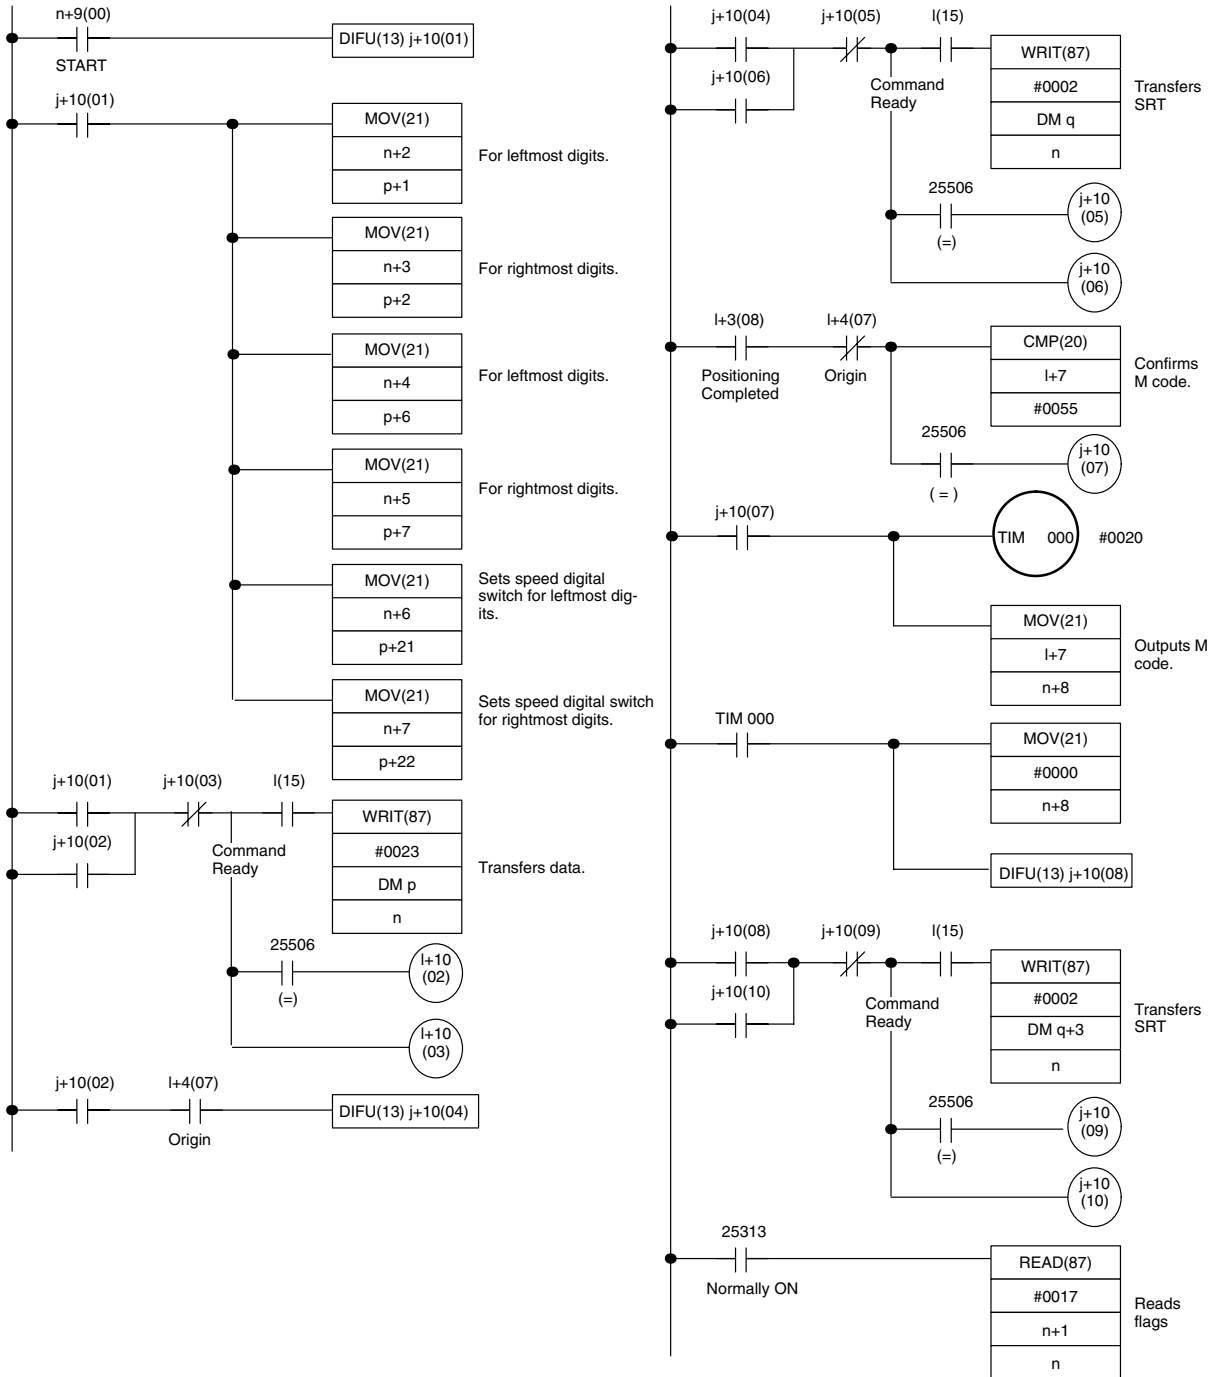 n+9(00)
DIFU(13) j+10(01)
START
j+10(01)
MOV(21)
n+2
p+1
For leftmost digits.
MOV(21)
n+3
p+2
For rightmost digits.
MOV(21)
n+4
p+6
For leftmost digits.
MOV(21)
n+5
p+7
For rightmost digits.
MOV(21)
n+6
p+21
Sets speed digital
switch for leftmost dig-
its.
MOV(21)
n+7
p+22
Sets speed digital switch
for rightmost digits.
j+10(01)
j+10(03)
l(15)
j+10(02)
Command
Ready
WRIT(87)
#0023
DM p
n
Transfers data.
25506
(=)
l+10
(02)
l+10
(03)
j+10(02)
l+4(07)
Origin
DIFU(13) j+10(04)
j+10(04)
j+10(05)
l(15)
j+10(06)
Command
Ready
WRIT(87)
#0002
DM q
n
Transfers
SRT
25506
(=)
j+10
(05)
j+10
(06)
l+3(08)
l+4(07)
Positioning
Completed
Origin
CMP(20)
l+7
#0055
Confirms
M code.
25506
( = )
j+10
(07)
j+10(07)
TIM 000
#0020
MOV(21)
l+7
n+8
Outputs M
code.
TIM 000
MOV(21)
#0000
n+8
DIFU(13) j+10(08)
j+10(08)
j+10(09)
l(15)
j+10(10)
Command
Ready
WRIT(87)
#0002
DM q+3
n
Transfers
SRT
25506
(=)
j+10
(09)
j+10
(10)
25313
Normally ON
READ(87)
#0017
n+1
n
Reads
flags